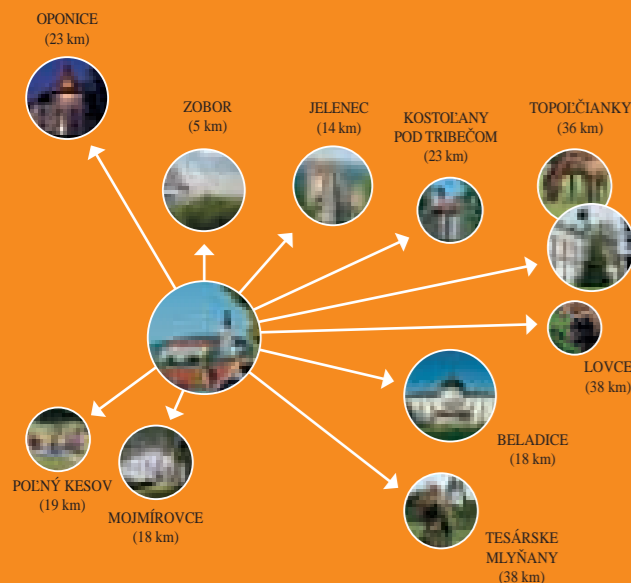 OPONICE
(23 km)
ZOBOR
(5 km)
JELENEC
(14 km)
KOSTOĽANY
POD TRIBEČOM
(23 km)
TOPOĽČIANKY
(36 km)
LOVCE
(38 km)
BELADICE
(18 km)
POĽNÝ KESOV
(19 km)
MOJMÍROVCE
(18 km)
TESÁRSKE
MLYŇANY
(38 km)